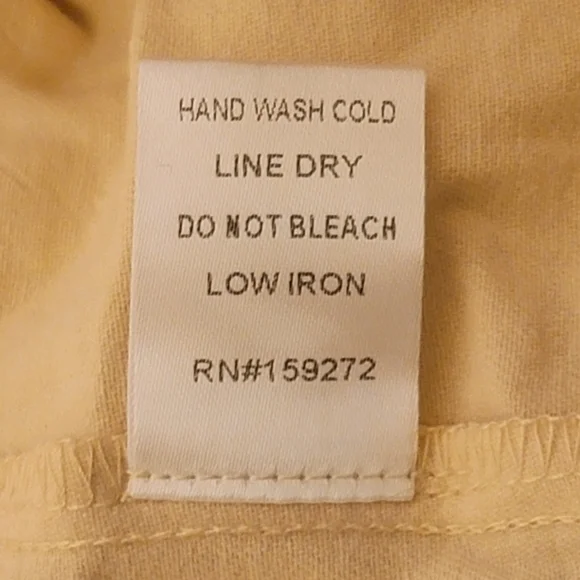 HAND WASH COLD
LINE DRY
DO NOT BLEACH
LOW IRON
RN#159272